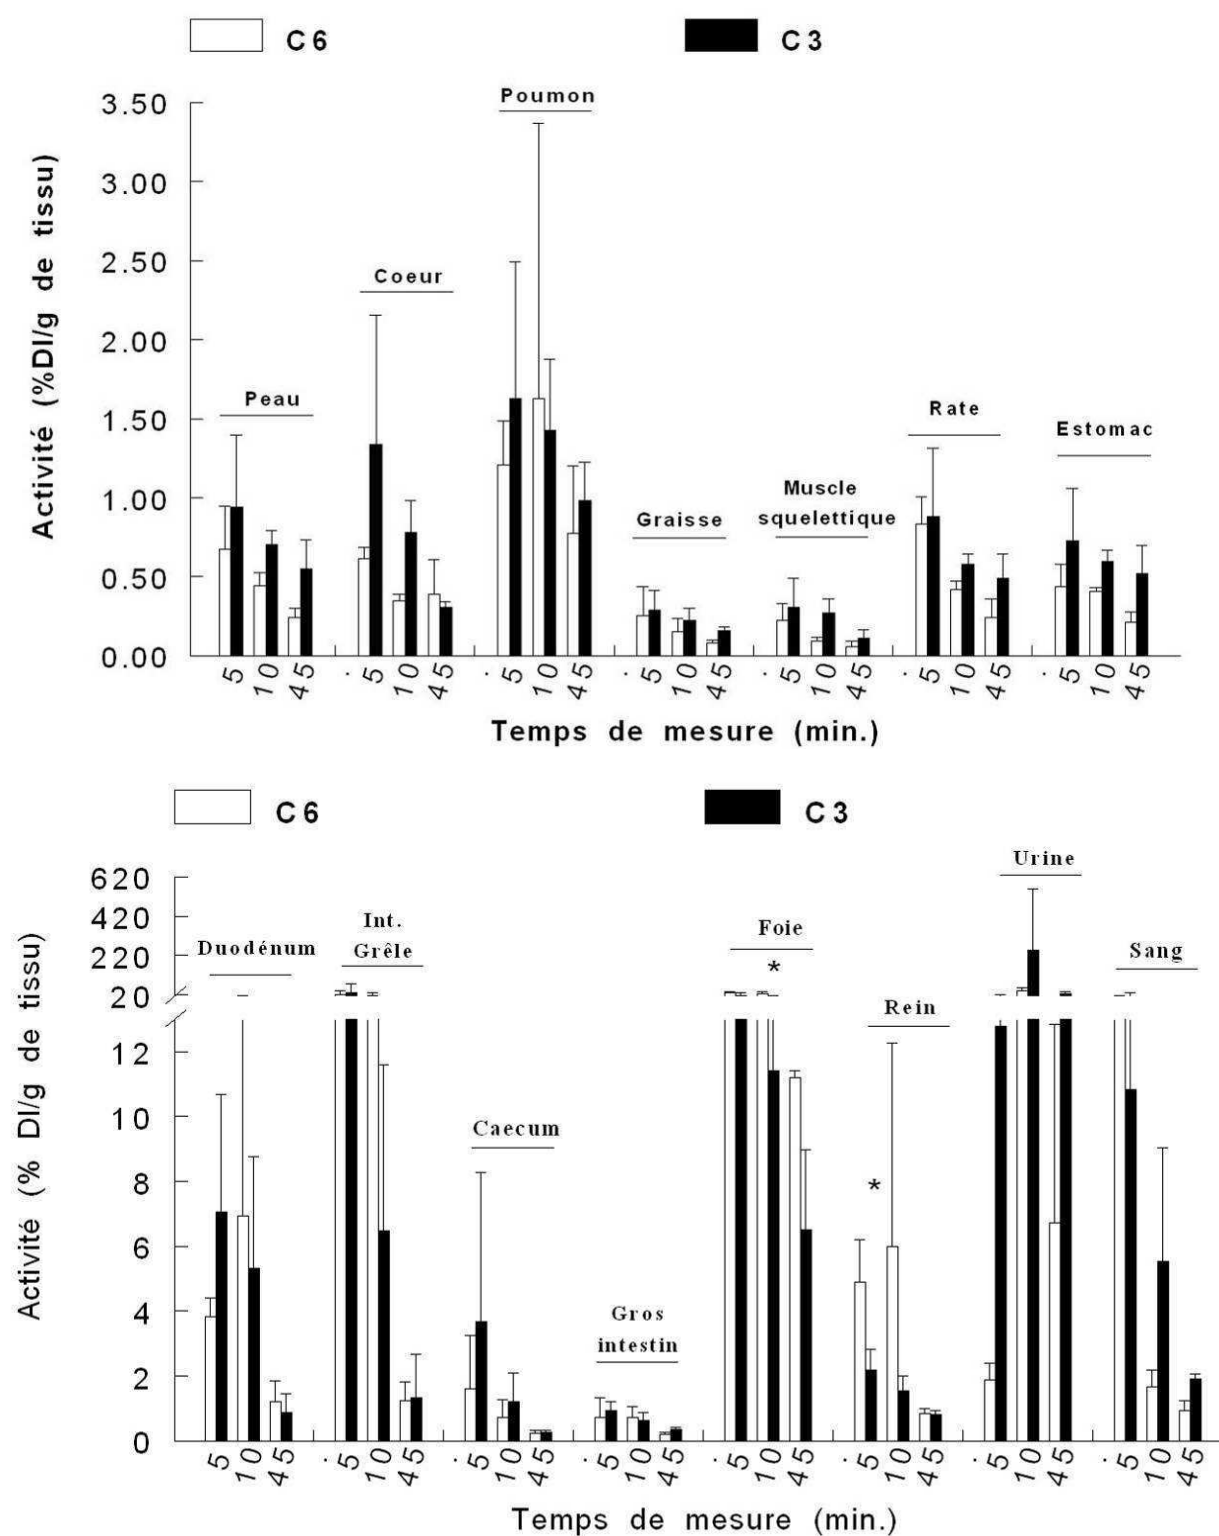 C6 C3
Poumon
3.50
3.00
2.50
Coeur
2.00
Peau
1.50
Rate
Estomac
1.00
Muscle
squelettique
Graisse
0.50
0.00
Activité (%DI/g de tissu)
5 10 45 5 10 45 5 10 45 5 10 45 5 10 45 5 10 45 5 10 45
Temps de mesure (min.)
C6 C3
Urine
620
420
Int.
Grêle
Foie
Duodénum
Sang
220
*
20
Rein
12
Caecum
10
*
8
6
Gros
intestin
4
2
0
Activité (% DI/g de tissu)
5 10 45 5 10 45 5 10 45 5 10 45 5 10 45 5 10 45 5 10 45 5 10 45
Temps de mesure (min.)